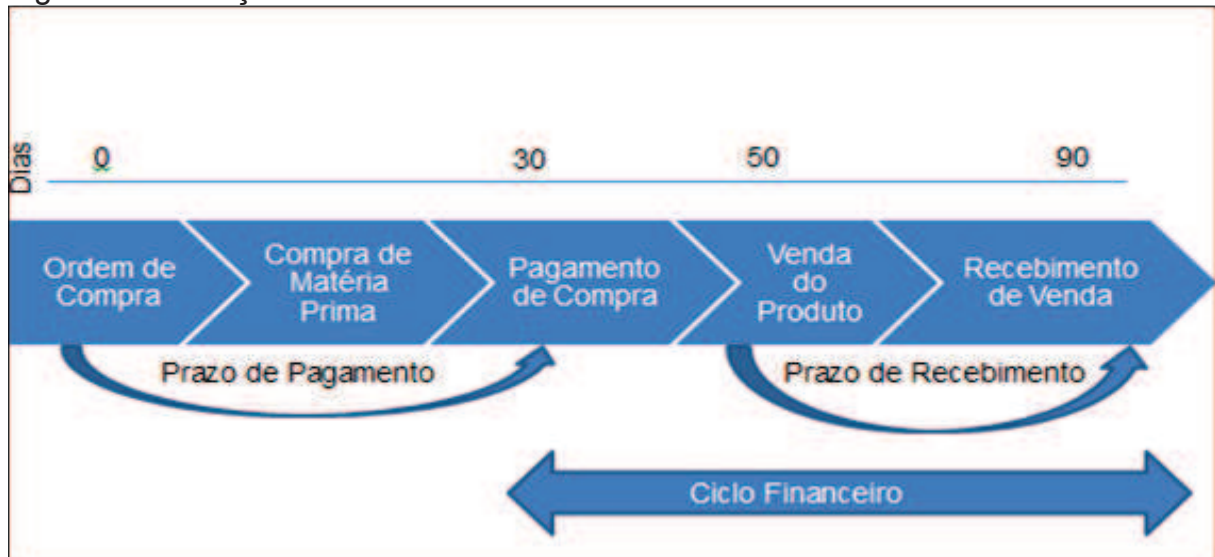 Dias
0 30 50 90
Ordem de
Compra
Compra de
Matéria
Prima
Pagamento
de Compra
Venda
do
Produto
Recebimento
de Venda
Prazo de Pagamento
Prazo de Recebimento
Ciclo Financeiro